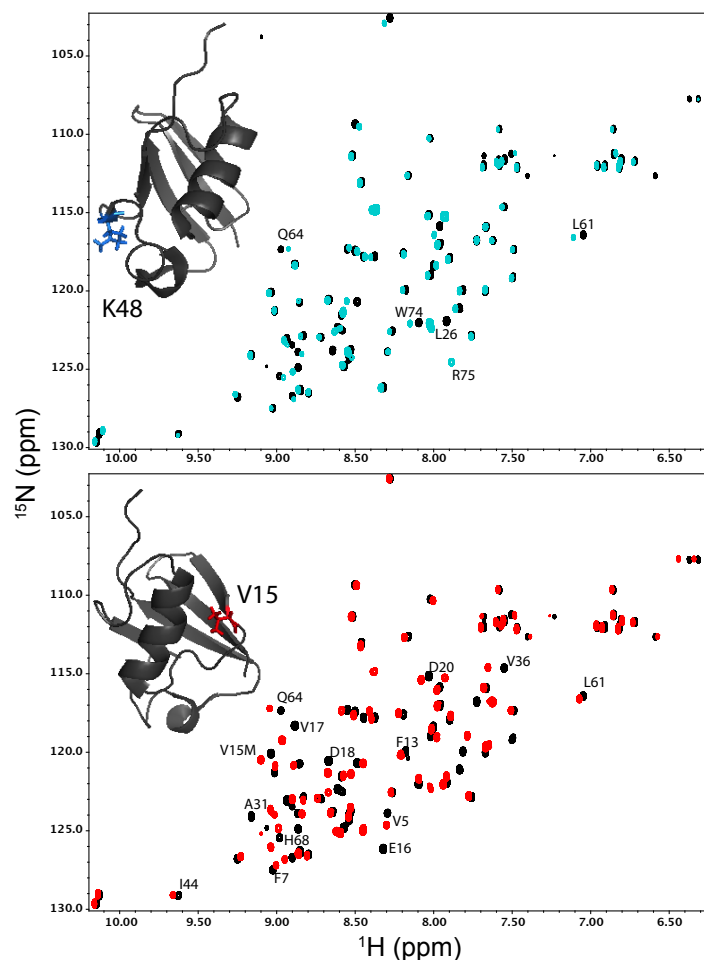 105.0
110.0
115.0
120.0
125.0
130.0
K48
Q64
L61
W74
L26
R75
10.00 9.50 9.00 8.50 8.00 7.50 7.00 6.50
¹⁵N (ppm)
105.0
110.0
115.0
120.0
125.0
130.0
V15
D20
V36
L61
Q64
V17
V15M
D18
F13
A31
V5
H68
E16
F7
I44
10.00 9.50 9.00 8.50 8.00 7.50 7.00 6.50
¹H (ppm)